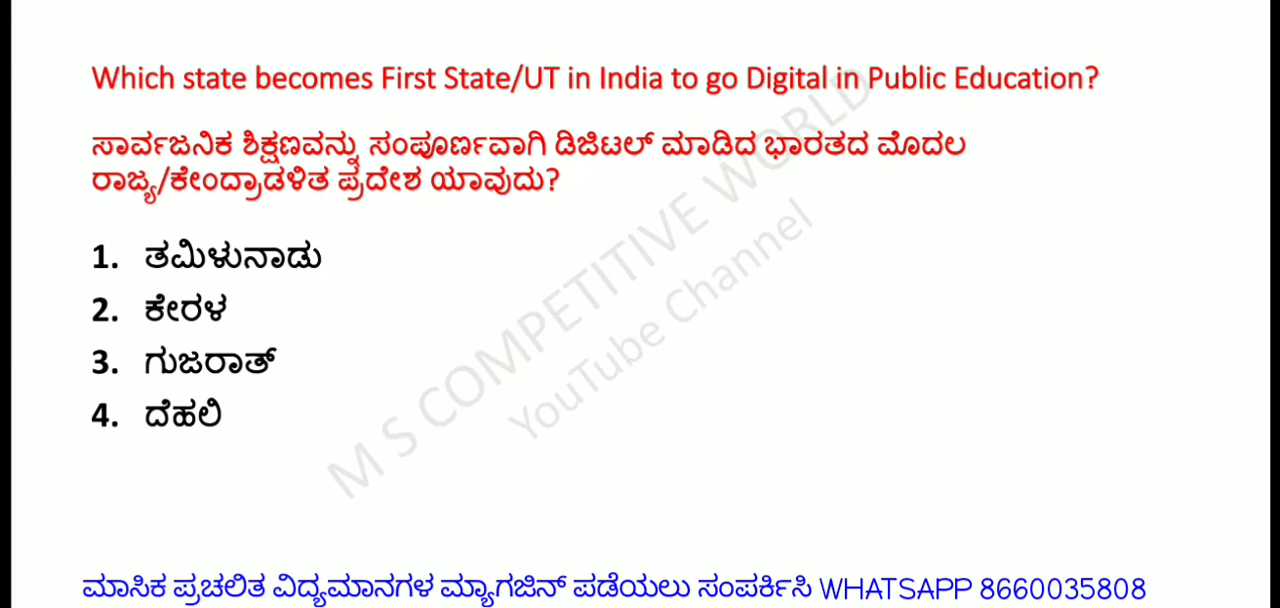 Which state becomes First State/UT in India to go Digital in Public Education?
ಸಾರ್ವಜನಿಕ ಶಿಕ್ಷಣವನ್ನು ಸಂಪೂರ್ಣವಾಗಿ ಡಿಜಿಟಲ್ ಮಾಡಿದ ಭಾರತದ ಮೊದಲ
ರಾಜ್ಯ/ಕೇಂದ್ರಾಡಳಿತ ಪ್ರದೇಶ ಯಾವುದು?
1. ತಮಿಳುನಾಡು
2. ಕೇರಳ
3. ಗುಜರಾತ್
4. ದೆಹಲಿ
M S COMPETITIVE WORLD
YouTube Channel
ಮಾಸಿಕ ಪ್ರಚಲಿತ ವಿದ್ಯಮಾನಗಳ ಮ್ಯಾಗಜಿನ್ ಪಡೆಯಲು ಸಂಪರ್ಕಿಸಿ WHATSAPP 8660035808